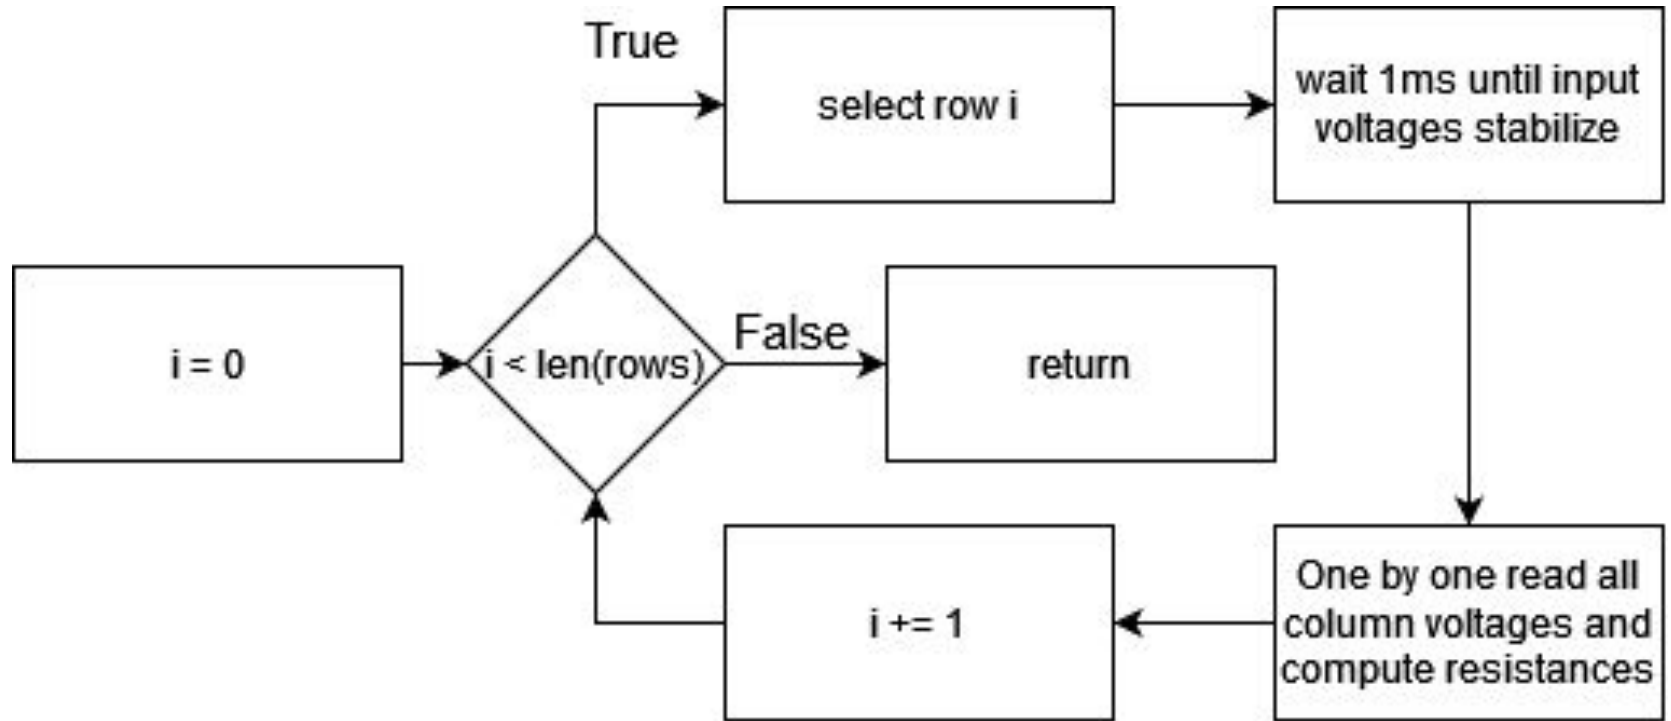 True
select row i
wait 1ms until input
voltages stabilize
i = 0
i < len(rows)
False
return
i += 1
One by one read all
column voltages and
compute resistances